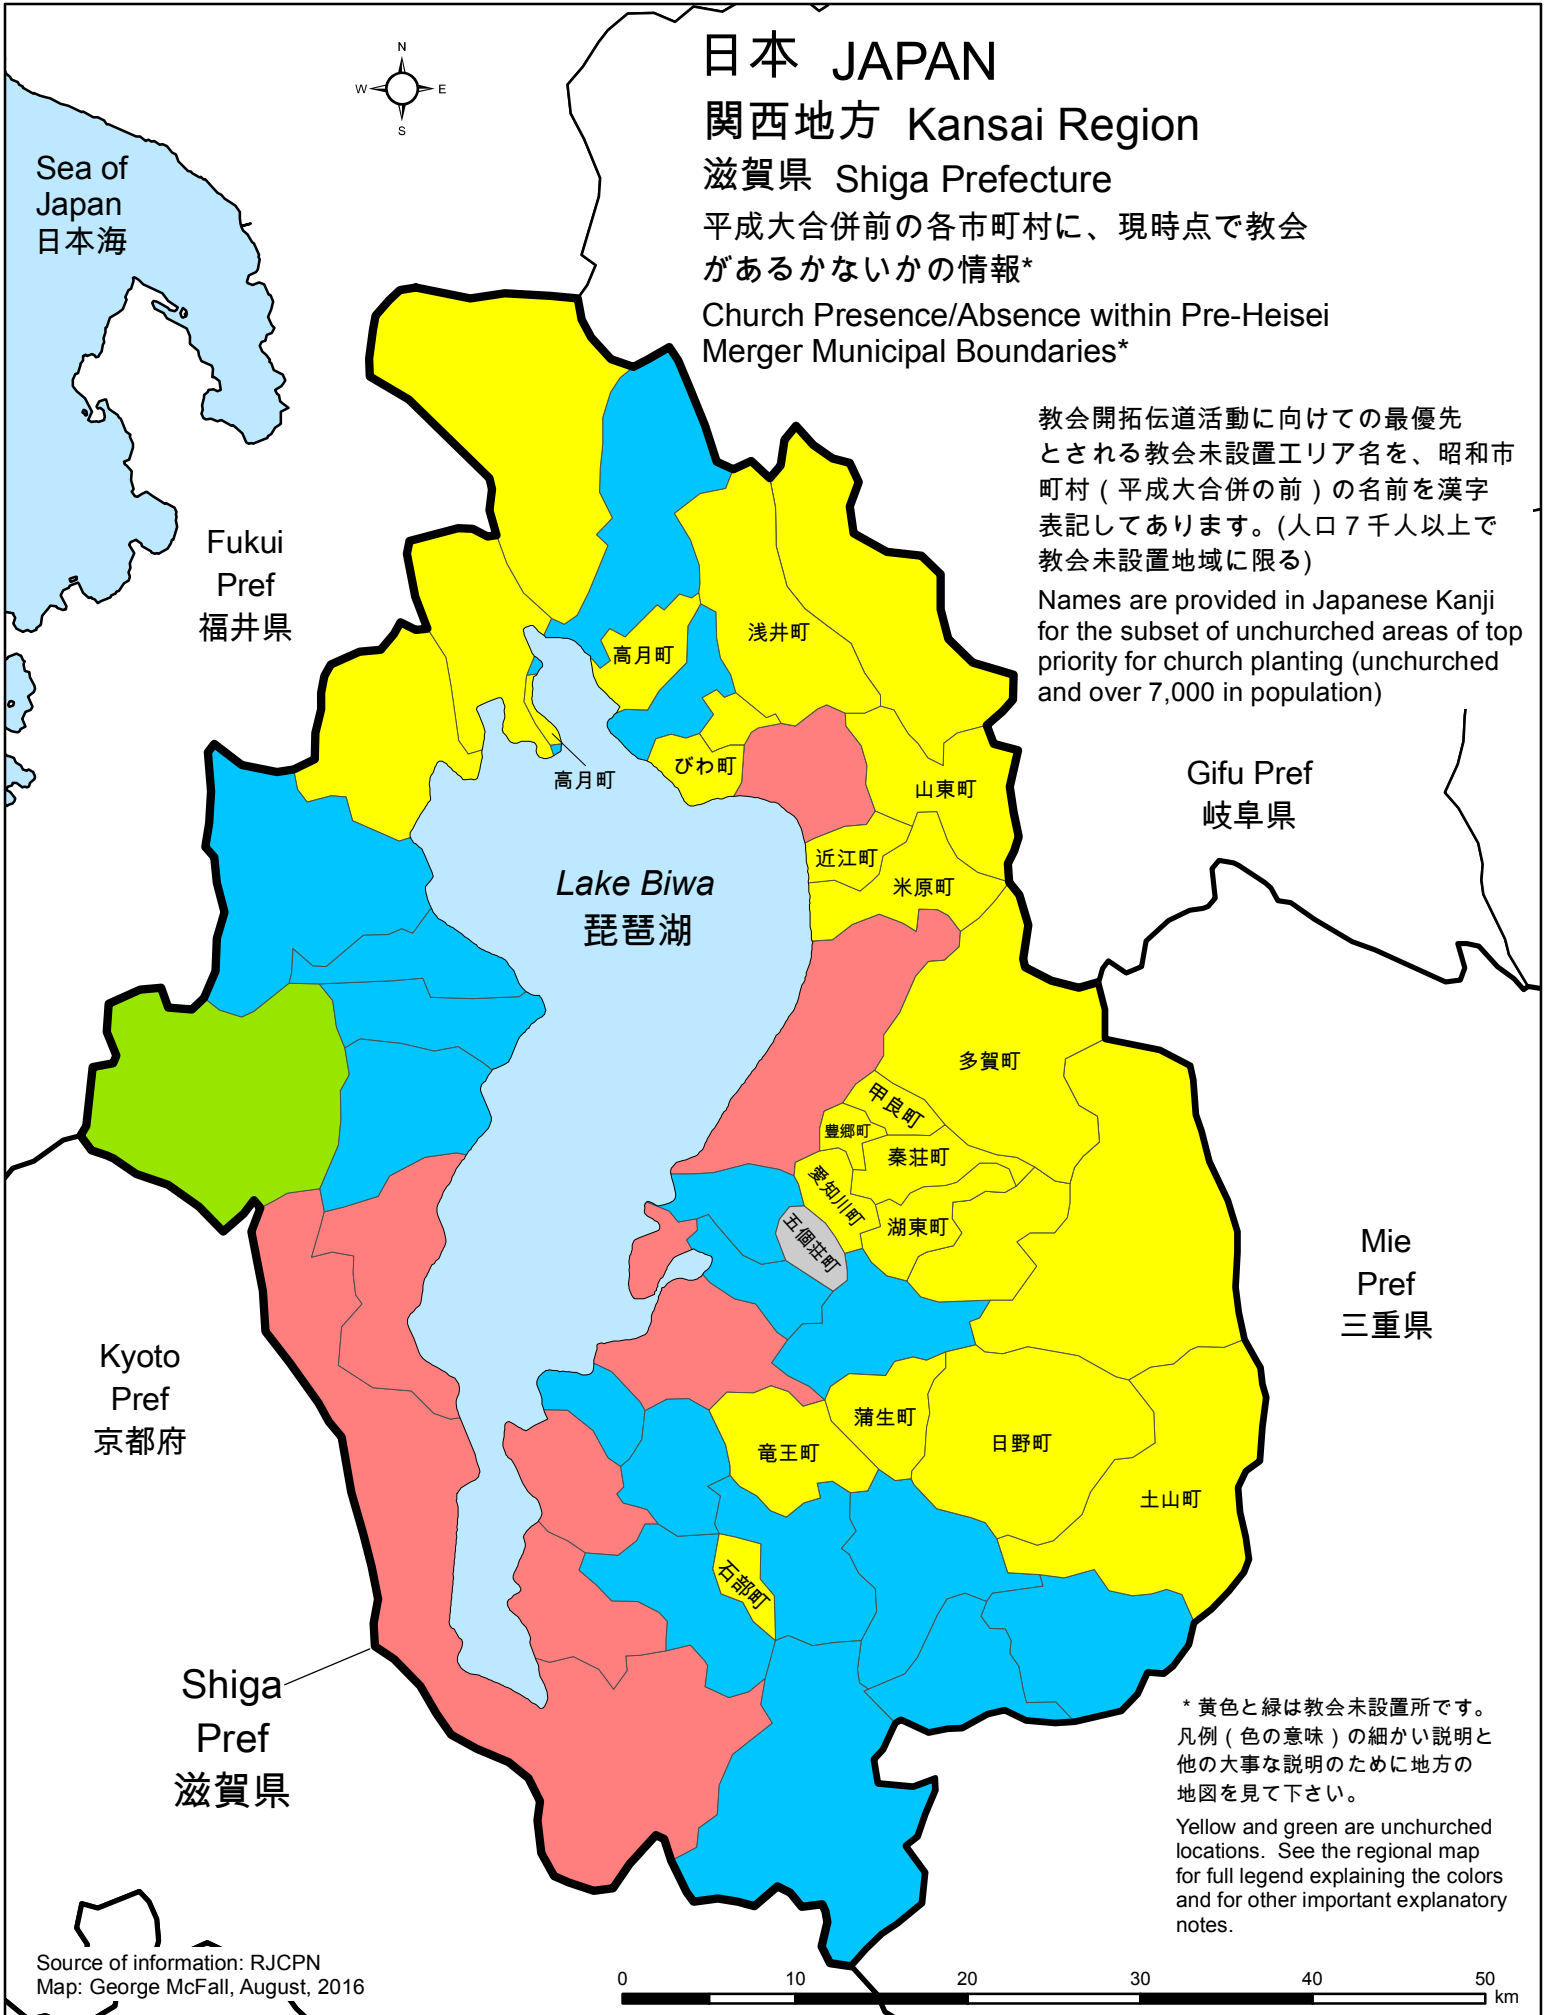 日本 JAPAN
関西地方 Kansai Region
滋賀県 Shiga Prefecture
平成大合併前の各市町村に、現時点で教会
があるかないかの情報*
Church Presence/Absence within Pre-Heisei
Merger Municipal Boundaries*
N
W
E
S
Sea of
Japan
日本海
教会開拓伝道活動に向けての最優先
とされる教会未設置エリア名を、昭和市
町村(平成大合併の前)の名前を漢字
表記してあります。(人口7千人以上で
教会未設置地域に限る)
Names are provided in Japanese Kanji
for the subset of unchurched areas of top
priority for church planting (unchurched
and over 7,000 in population)
Fukui
Pref
福井県
高月町
浅井町
びわ町
高月町
山東町
Gifu Pref
岐阜県
近江町
米原町
Lake Biwa
琵琶湖
多賀町
甲良町
豊郷町
秦荘町
愛知川町
湖東町
五個荘町
Mie
Pref
三重県
Kyoto
Pref
京都府
蒲生町
日野町
竜王町
土山町
石部町
Shiga
Pref
滋賀県
* 黄色と緑は教会未設置所です。
凡例(色の意味)の細かい説明と
他の大事な説明のために地方の
地図を見て下さい。
Yellow and green are unchurched
locations. See the regional map
for full legend explaining the colors
and for other important explanatory
notes.
Source of information: RJCPN
Map: George McFall, August, 2016
0 10 20 30 40 50
km